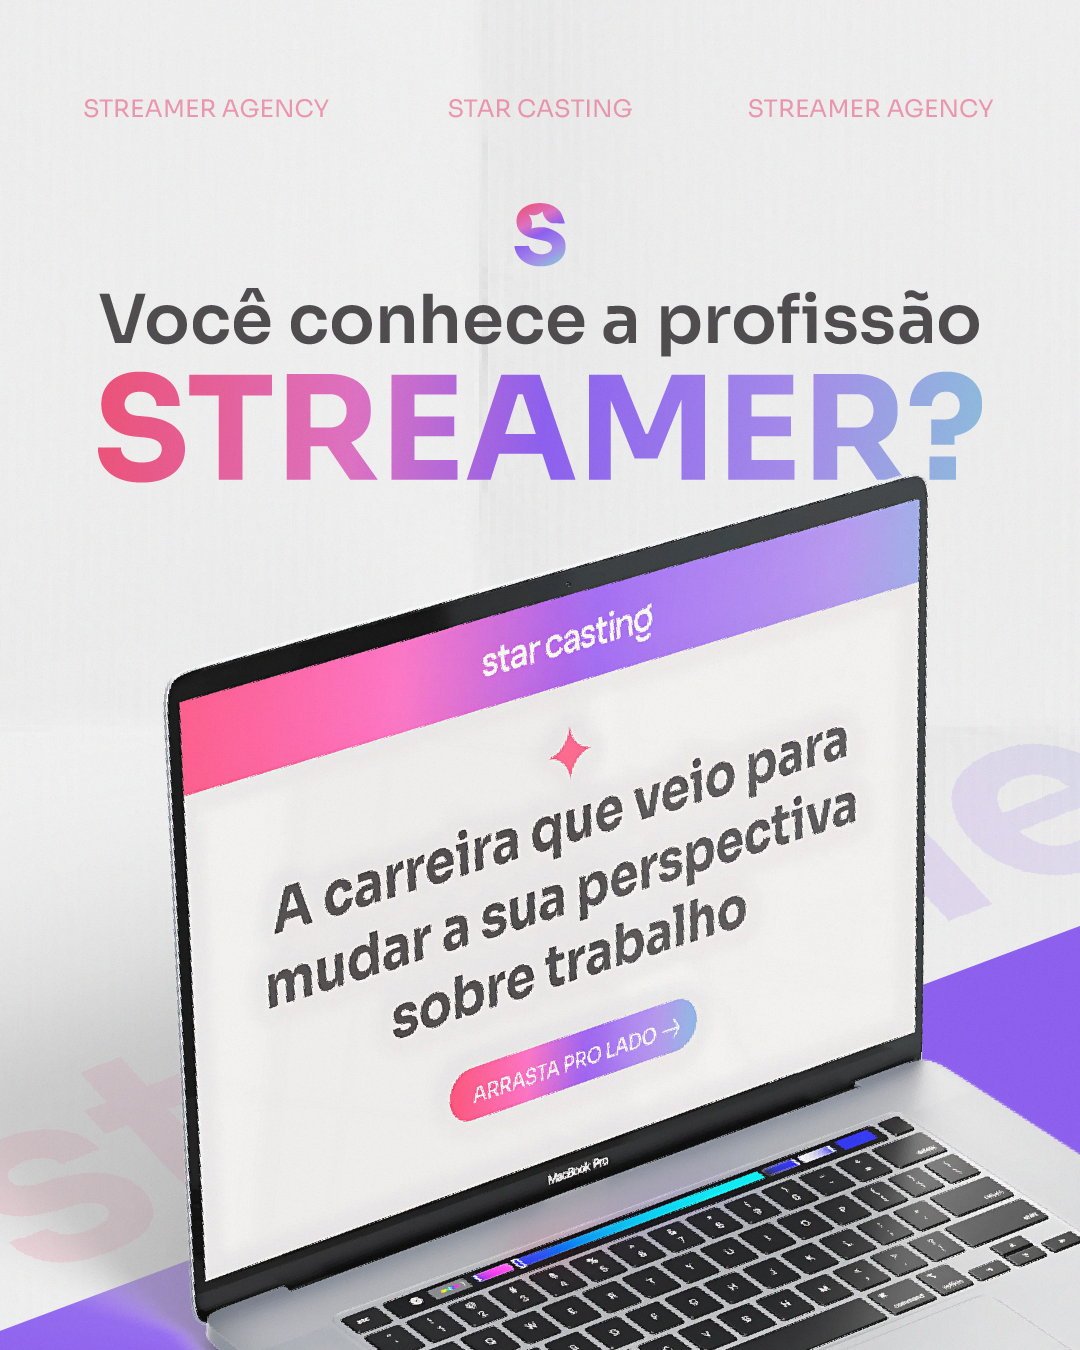 STREAMER AGENCY STAR CASTING STREAMER AGENCY
S
Você conhece a profissão
STREAMER?
star casting
A carreira que veio para
mudar a sua perspectiva
sobre trabalho
ARRASTA PRO LADO →
MacBook Pro
command